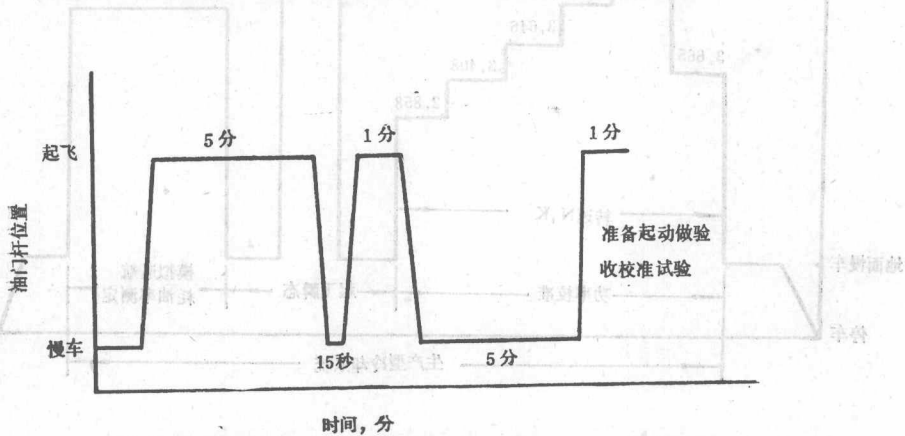 5分
1分
1分
起飞
油门杆位置
准备起动做验
收校准试验
慢车
15秒
5分
时间，分